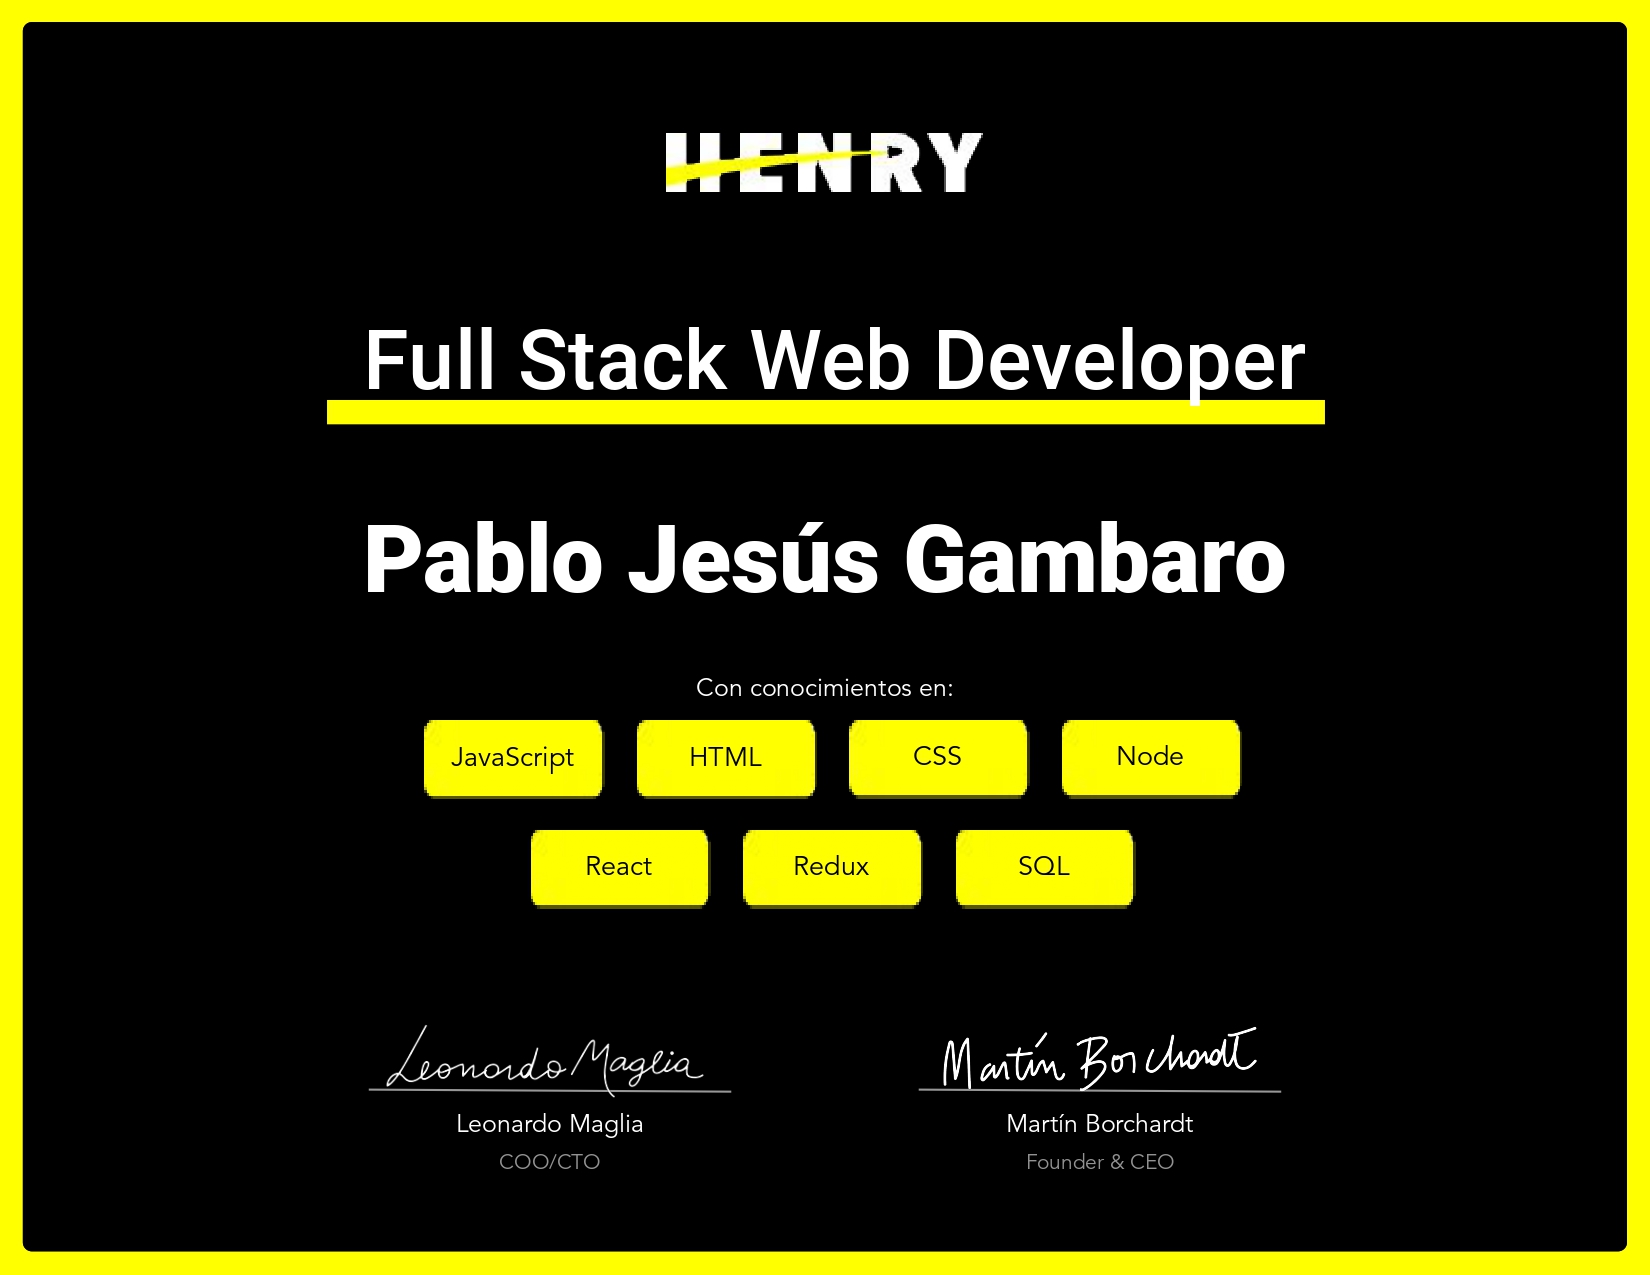 HENRY
Full Stack Web Developer
Pablo Jesús Gambaro
Con conocimientos en:
JavaScript HTML CSS Node
React Redux SQL
Leonardo Maglia Martín Borchardt
Leonardo Maglia Martín Borchardt
COO/CTO Founder & CEO